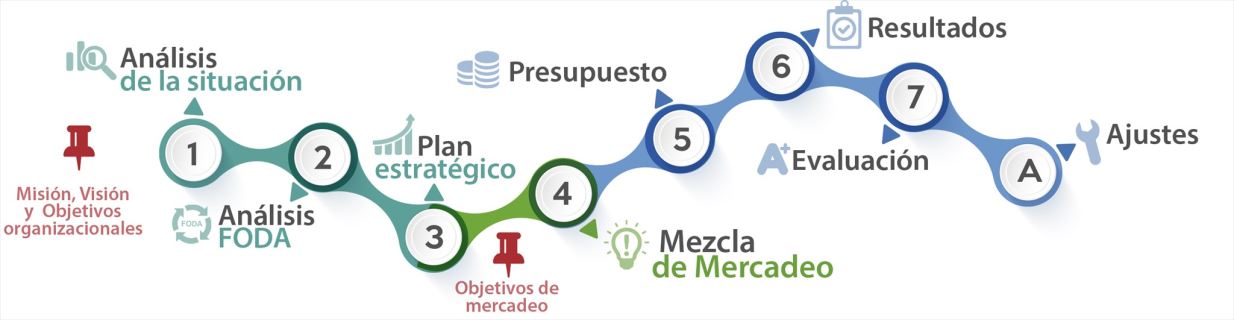 Análisis
de la situación
1
Misión, Visión
y Objetivos
organizacionales
2
FODA
Análisis
FODA
Plan
estratégico
3
Objetivos de
mercadeo
4
Mezcla
de Mercadeo
Presupuesto
5
6
Resultados
7
A+
Evaluación
A
Ajustes